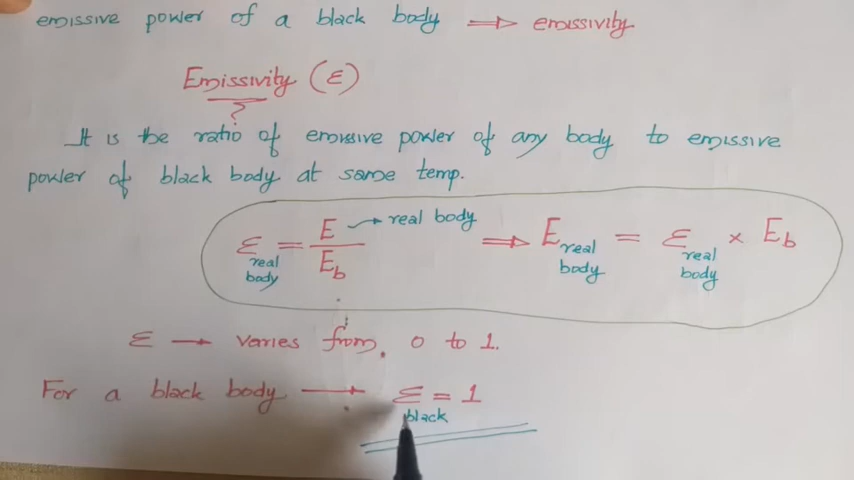 emissive power of a black body ⟹ emissivity
Emissivity (ε)
It is the ratio of emissive power of any body to emissive
power of black body at same temp.
ε real body = E / E_b → real body ⟹ E real body = ε real body × E_b
ε → varies from 0 to 1.
For a black body → ε black = 1